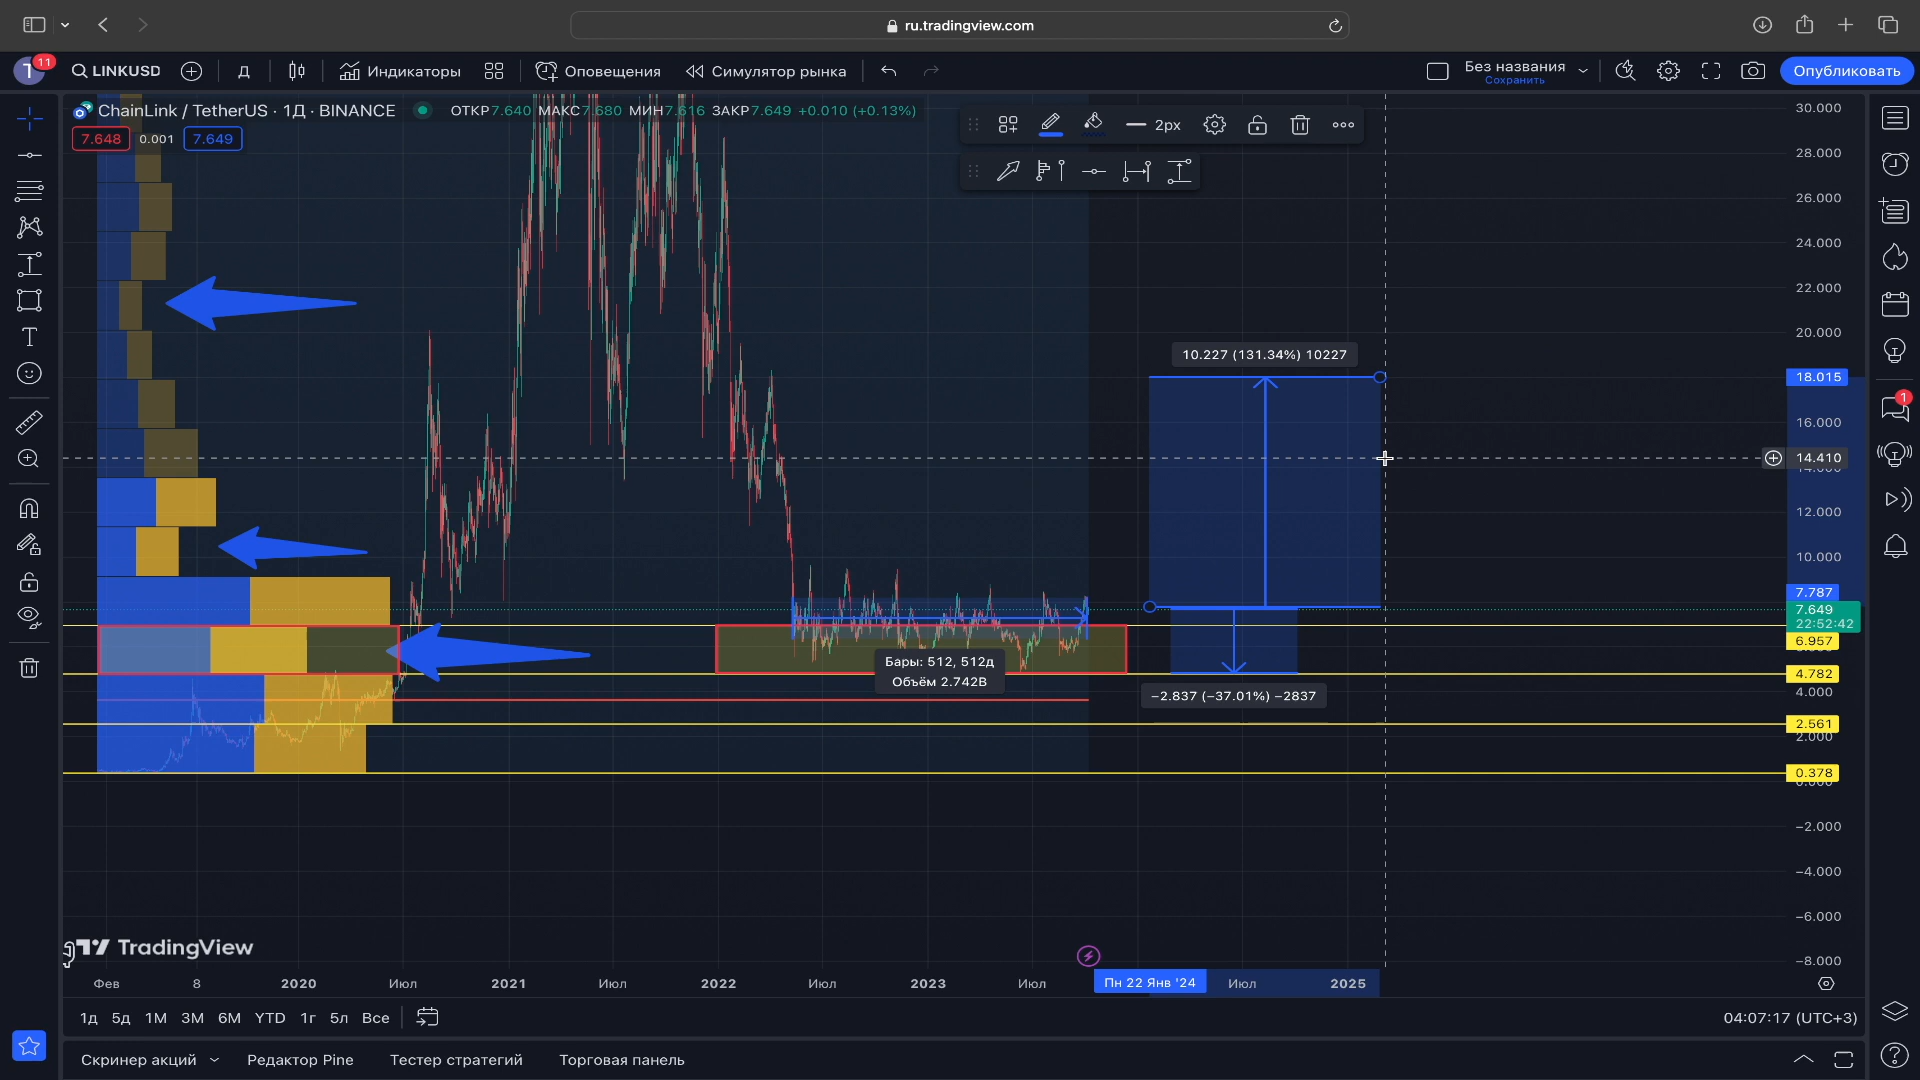 ru.tradingview.com
T
11
LINKUSD
Д
Индикаторы
Оповещения
Симулятор рынка
Без названия
Сохранить
Опубликовать
ChainLink / TetherUS · 1Д · BINANCE
ОТКР7.640 МАКС7.680 МИН7.616 ЗАКР7.649 +0.010 (+0.13%)
7.648
0.001
7.649
2px
30.000
28.000
26.000
24.000
22.000
20.000
10.227 (131.34%) 10227
18.015
16.000
14.410
14.000
12.000
10.000
7.787
7.649
22:52:42
6.957
Бары: 512, 512д
Объём 2.742B
4.782
−2.837 (−37.01%) −2837
4.000
2.561
2.000
0.378
0.000
−2.000
−4.000
−6.000
−8.000
1
TradingView
Фев
8
2020
Июл
2021
Июл
2022
Июл
2023
Июл
Пн 22 Янв '24
Июл
2025
1д
5д
1М
3М
6М
YTD
1г
5л
Все
04:07:17 (UTC+3)
Скринер акций
Редактор Pine
Тестер стратегий
Торговая панель